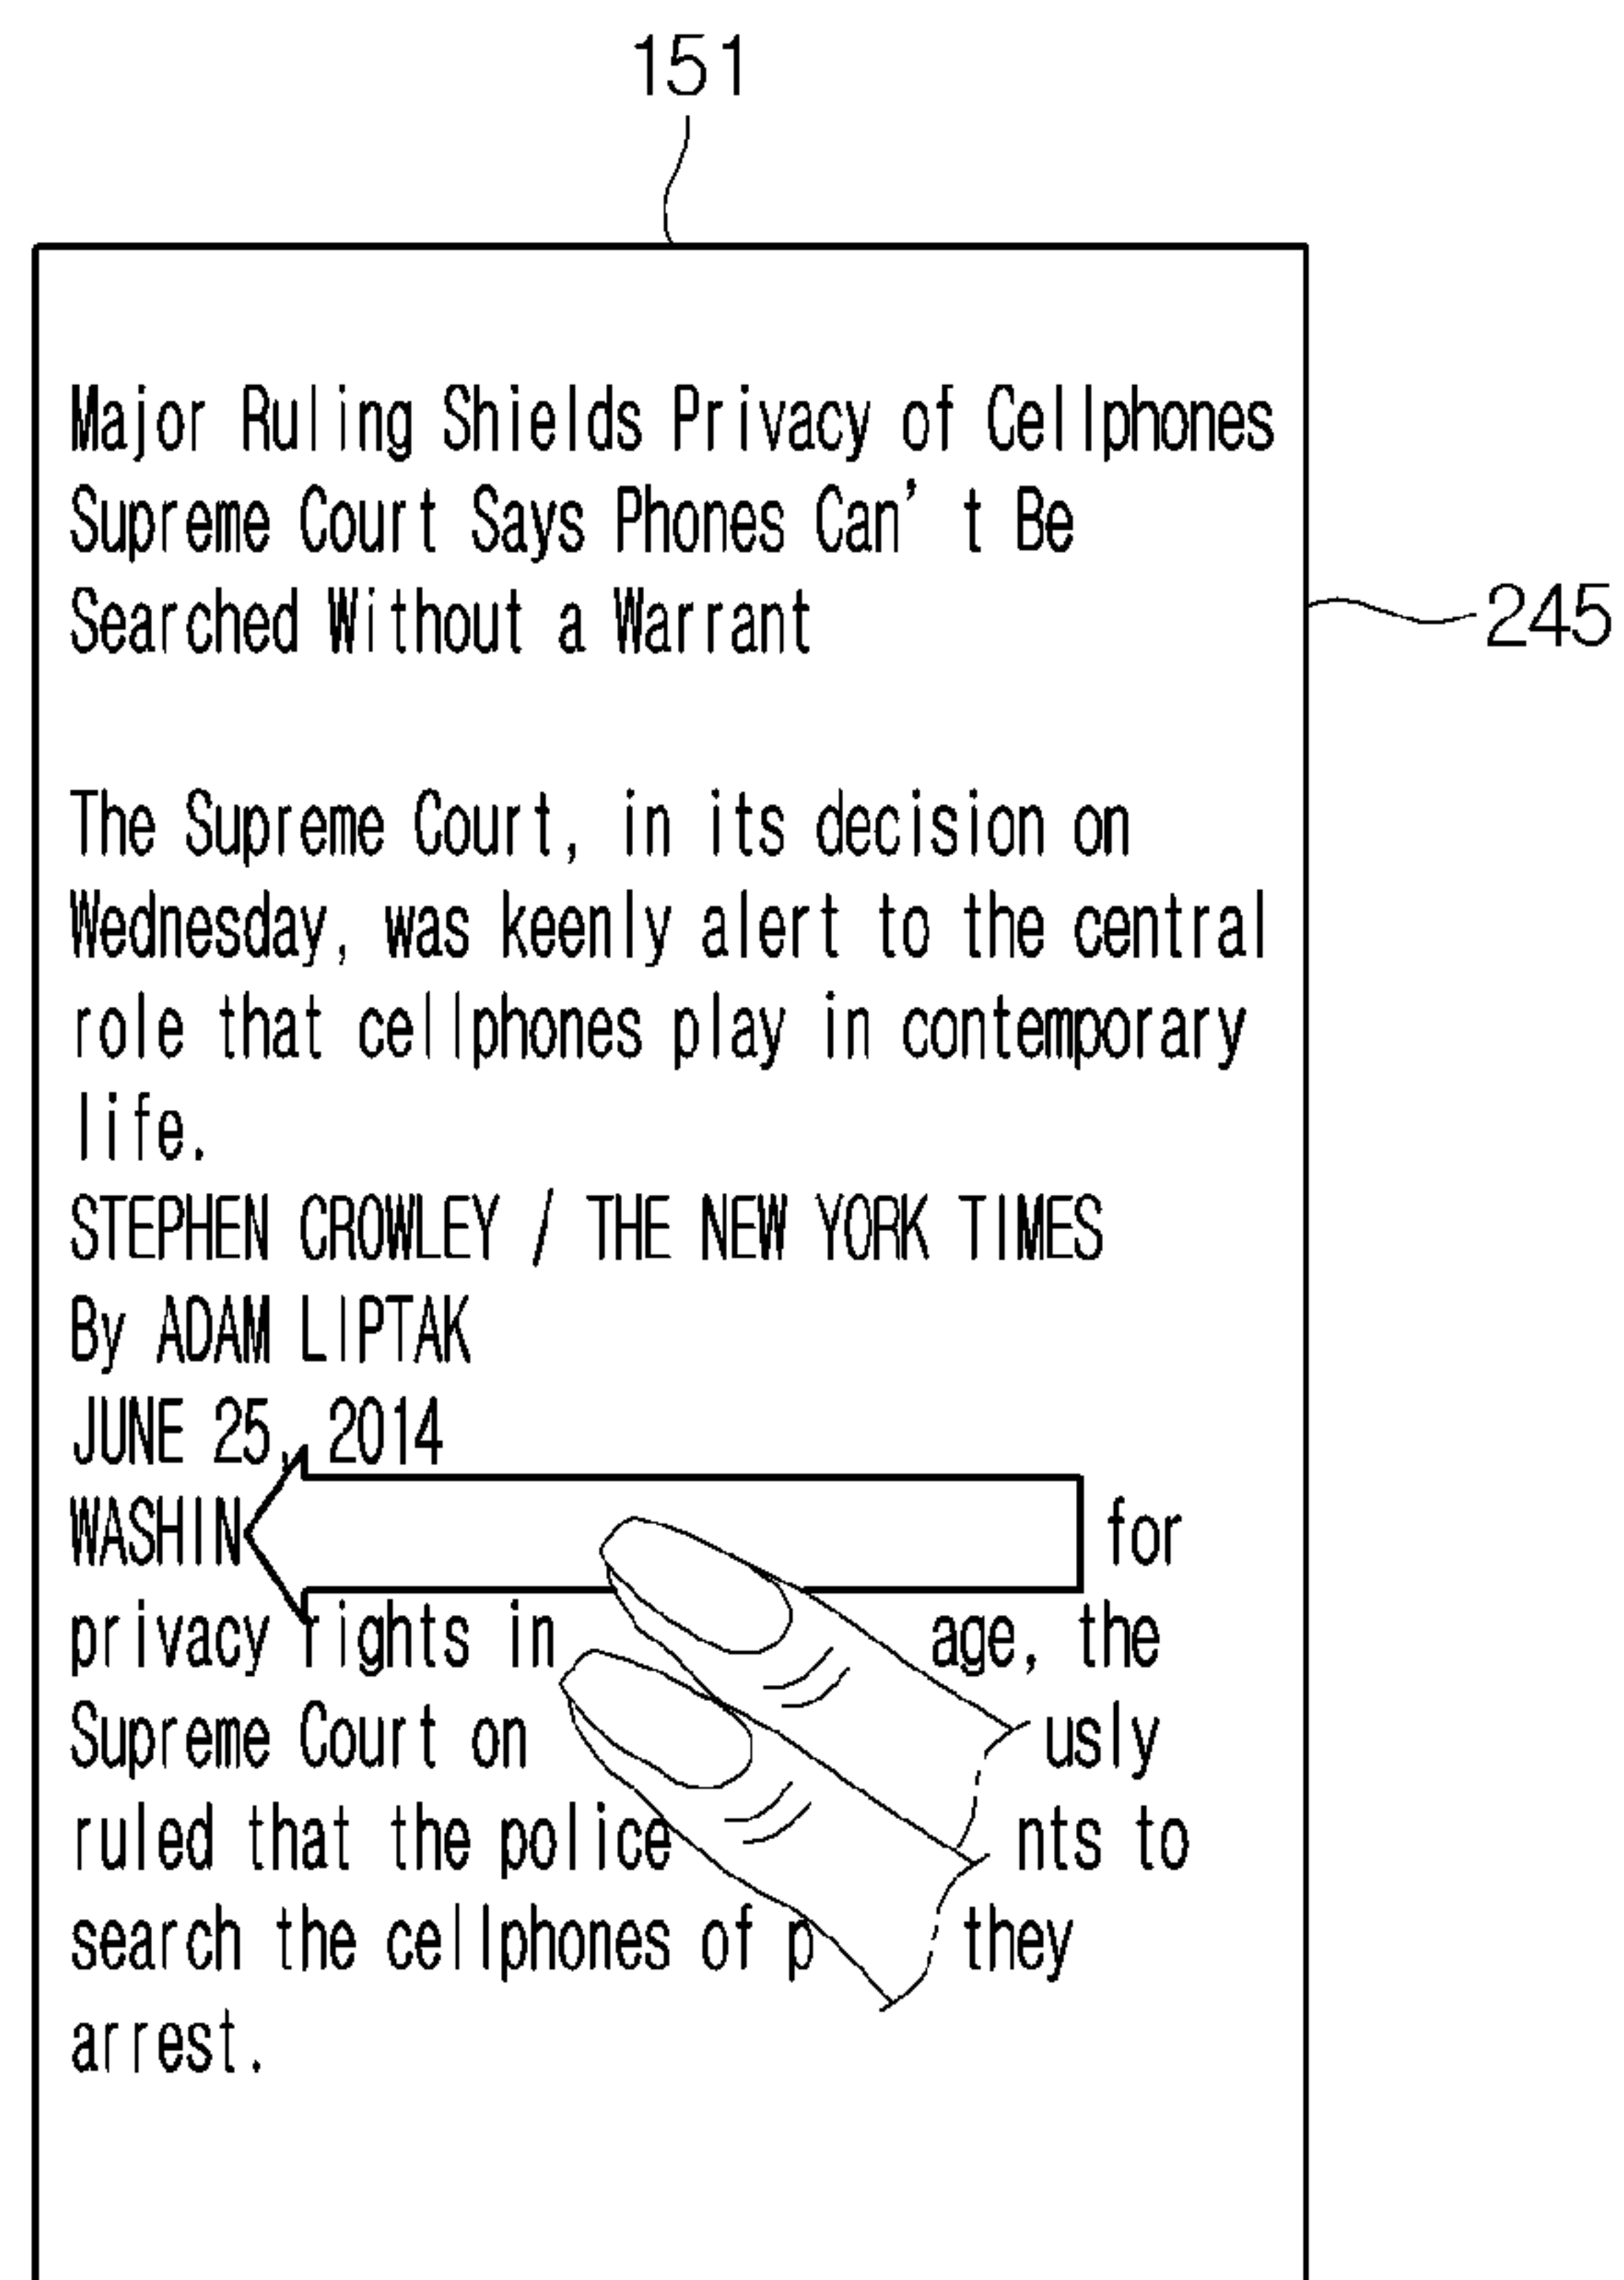 151
Major Ruling Shields Privacy of Cellphones
Supreme Court Says Phones Can't Be
Searched Without a Warrant
245
The Supreme Court, in its decision on
Wednesday, was keenly alert to the central
role that cellphones play in contemporary
life.
STEPHEN CROWLEY / THE NEW YORK TIMES
By ADAM LIPTAK
JUNE 25, 2014
WASHIN for
privacy rights in age, the
Supreme Court on usly
ruled that the police nts to
search the cellphones of p they
arrest.